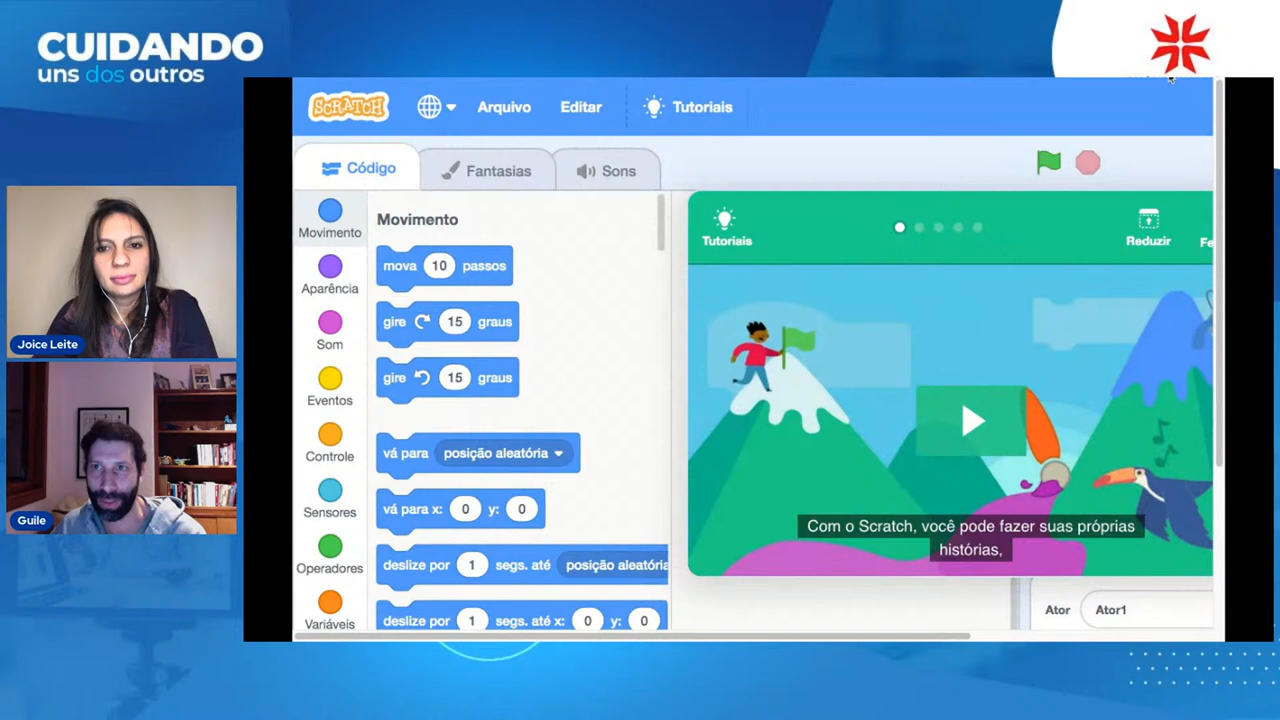 CUIDANDO
uns dos outros
SCRATCH
Arquivo
Editar
Tutoriais
Código
Fantasias
Sons
Movimento
Aparência
Som
Eventos
Controle
Sensores
Operadores
Variáveis
Movimento
mova 10 passos
gire 15 graus
gire 15 graus
vá para posição aleatória
vá para x: 0 y: 0
deslize por 1 segs. até posição aleatória
deslize por 1 segs. até x: 0 y: 0
Tutoriais
Reduzir
Fe
Com o Scratch, você pode fazer suas próprias
histórias,
Ator
Ator1
Joice Leite
Guile